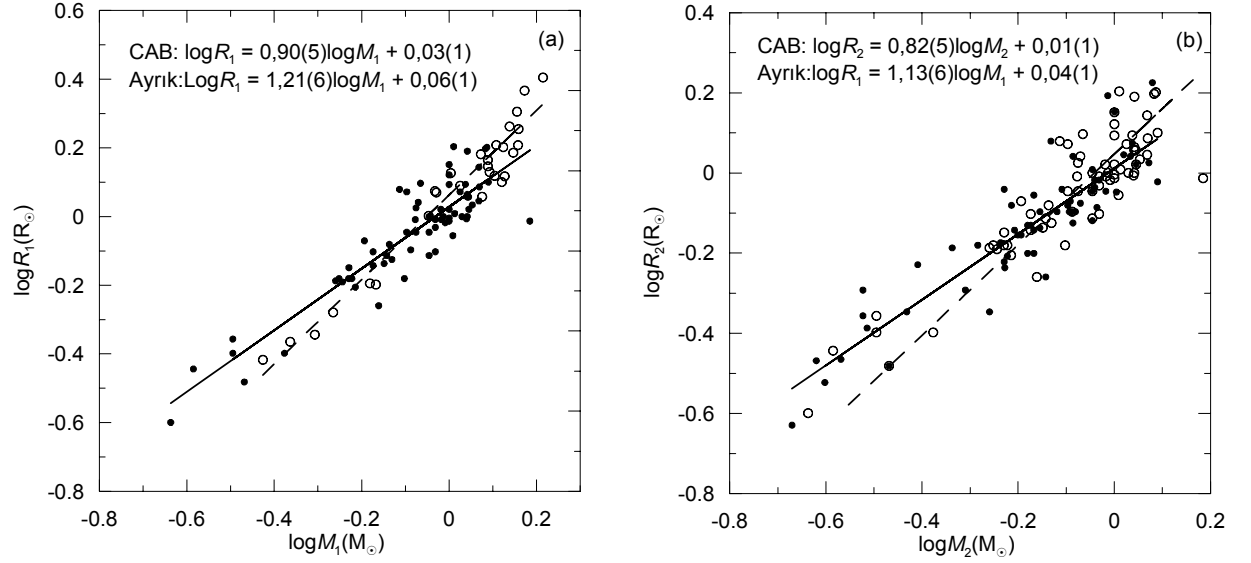 (a)
CAB: logR₁ = 0,90(5)logM₁ + 0,03(1)
Ayrık:LogR₁ = 1,21(6)logM₁ + 0,06(1)
logR₁(R☉)
0.6
0.4
0.2
0
-0.2
-0.4
-0.6
-0.8
-0.8 -0.6 -0.4 -0.2 0 0.2
logM₁(M☉)
(b)
CAB: logR₂ = 0,82(5)logM₂ + 0,01(1)
Ayrık:logR₁ = 1,13(6)logM₁ + 0,04(1)
logR₂(R☉)
0.4
0.2
0
-0.2
-0.4
-0.6
-0.8
-0.8 -0.6 -0.4 -0.2 0 0.2
logM₂(M☉)